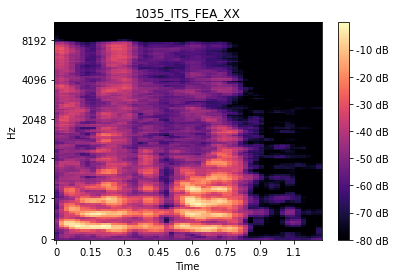 1035_ITS_FEA_XX
8192
4096
2048
1024
512
0
Hz
0 0.15 0.3 0.45 0.6 0.75 0.9 1.1
Time
-10 dB
-20 dB
-30 dB
-40 dB
-50 dB
-60 dB
-70 dB
-80 dB